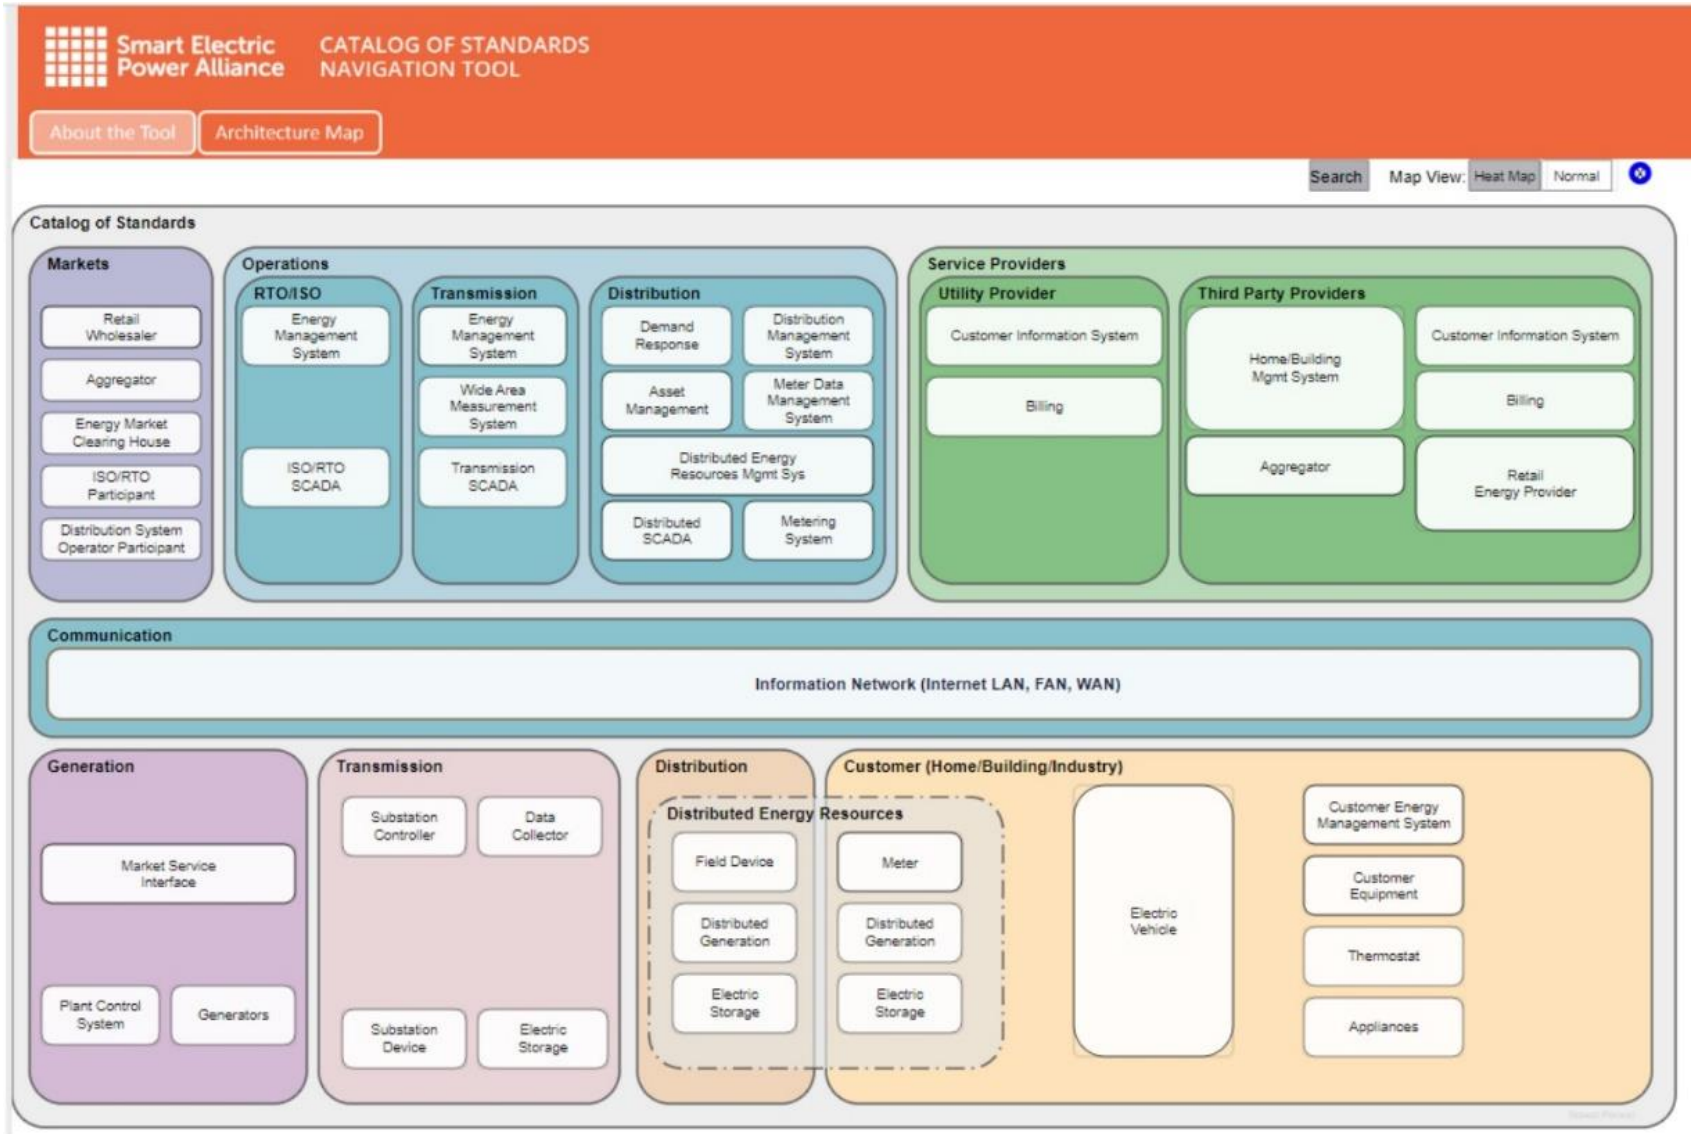 Smart Electric
Power Alliance
CATALOG OF STANDARDS
NAVIGATION TOOL
About the Tool
Architecture Map
Search
Map View:
Heat Map
Normal
Catalog of Standards
Markets
Retail
Wholesaler
Aggregator
Energy Market
Clearing House
ISO/RTO
Participant
Distribution System
Operator Participant
Operations
RTO/ISO
Energy
Management
System
ISO/RTO
SCADA
Transmission
Energy
Management
System
Wide Area
Measurement
System
Transmission
SCADA
Distribution
Demand
Response
Distribution
Management
System
Asset
Management
Meter Data
Management
System
Distributed Energy
Resources Mgmt Sys
Distributed
SCADA
Metering
System
Service Providers
Utility Provider
Customer Information System
Billing
Third Party Providers
Home/Building
Mgmt System
Customer Information System
Billing
Aggregator
Retail
Energy Provider
Communication
Information Network (Internet LAN, FAN, WAN)
Generation
Market Service
Interface
Plant Control
System
Generators
Transmission
Substation
Controller
Data
Collector
Substation
Device
Electric
Storage
Distribution
Customer (Home/Building/Industry)
Distributed Energy Resources
Field Device
Meter
Distributed
Generation
Distributed
Generation
Electric
Storage
Electric
Storage
Electric
Vehicle
Customer Energy
Management System
Customer
Equipment
Thermostat
Appliances